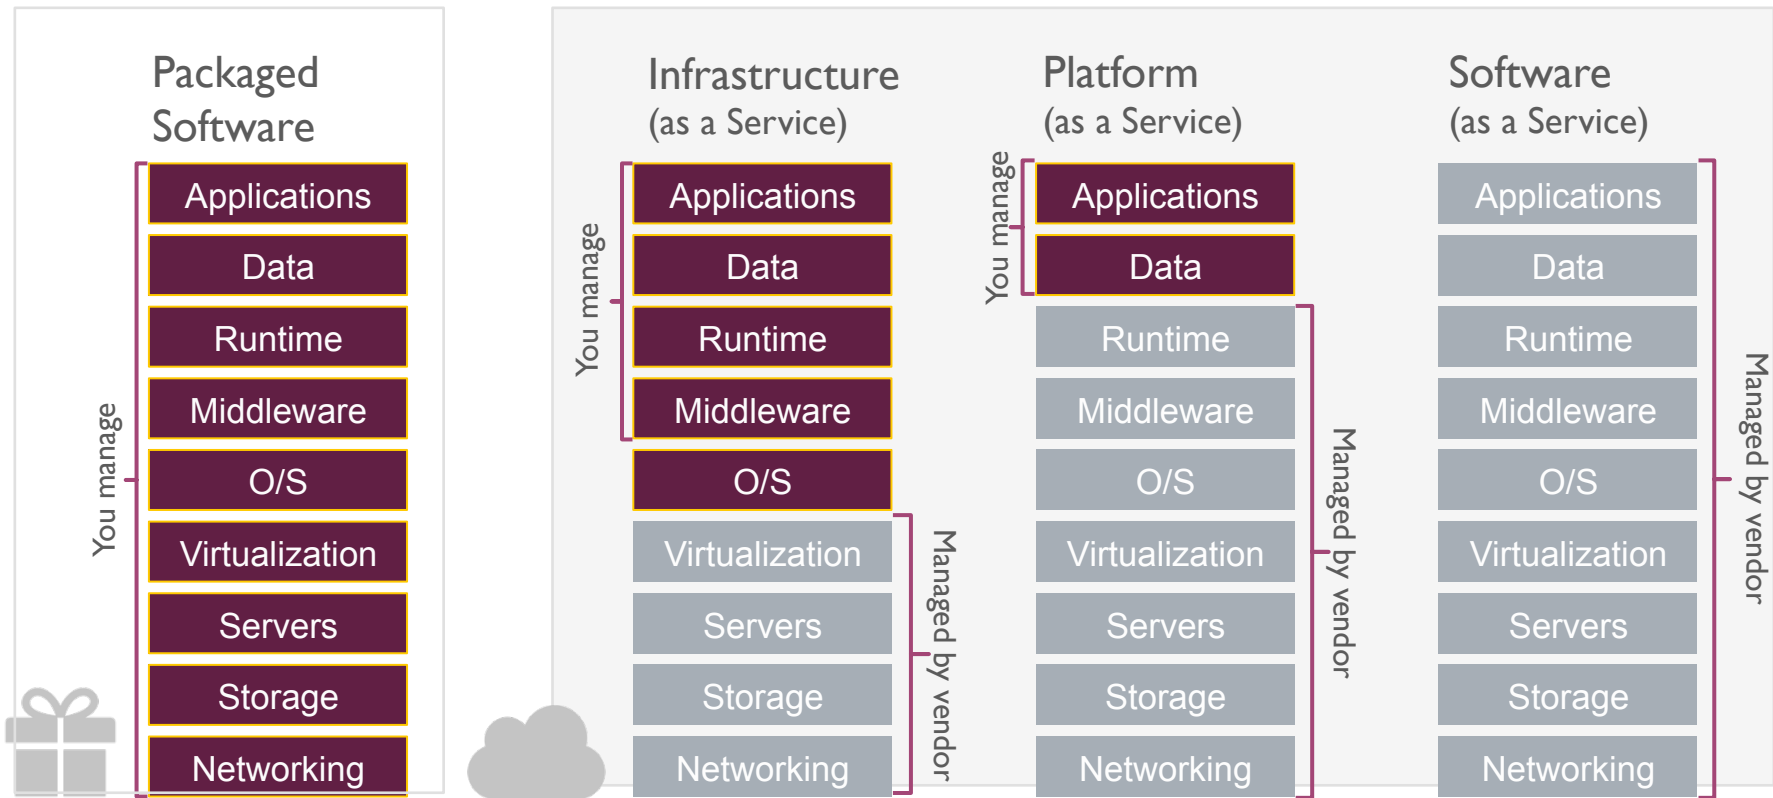 Packaged
Software
You manage
Applications
Data
Runtime
Middleware
O/S
Virtualization
Servers
Storage
Networking
Infrastructure
(as a Service)
You manage
Applications
Data
Runtime
Middleware
O/S
Virtualization
Servers
Storage
Networking
Managed by vendor
Platform
(as a Service)
You manage
Applications
Data
Runtime
Middleware
O/S
Virtualization
Servers
Storage
Networking
Managed by vendor
Software
(as a Service)
Applications
Data
Runtime
Middleware
O/S
Virtualization
Servers
Storage
Networking
Managed by vendor